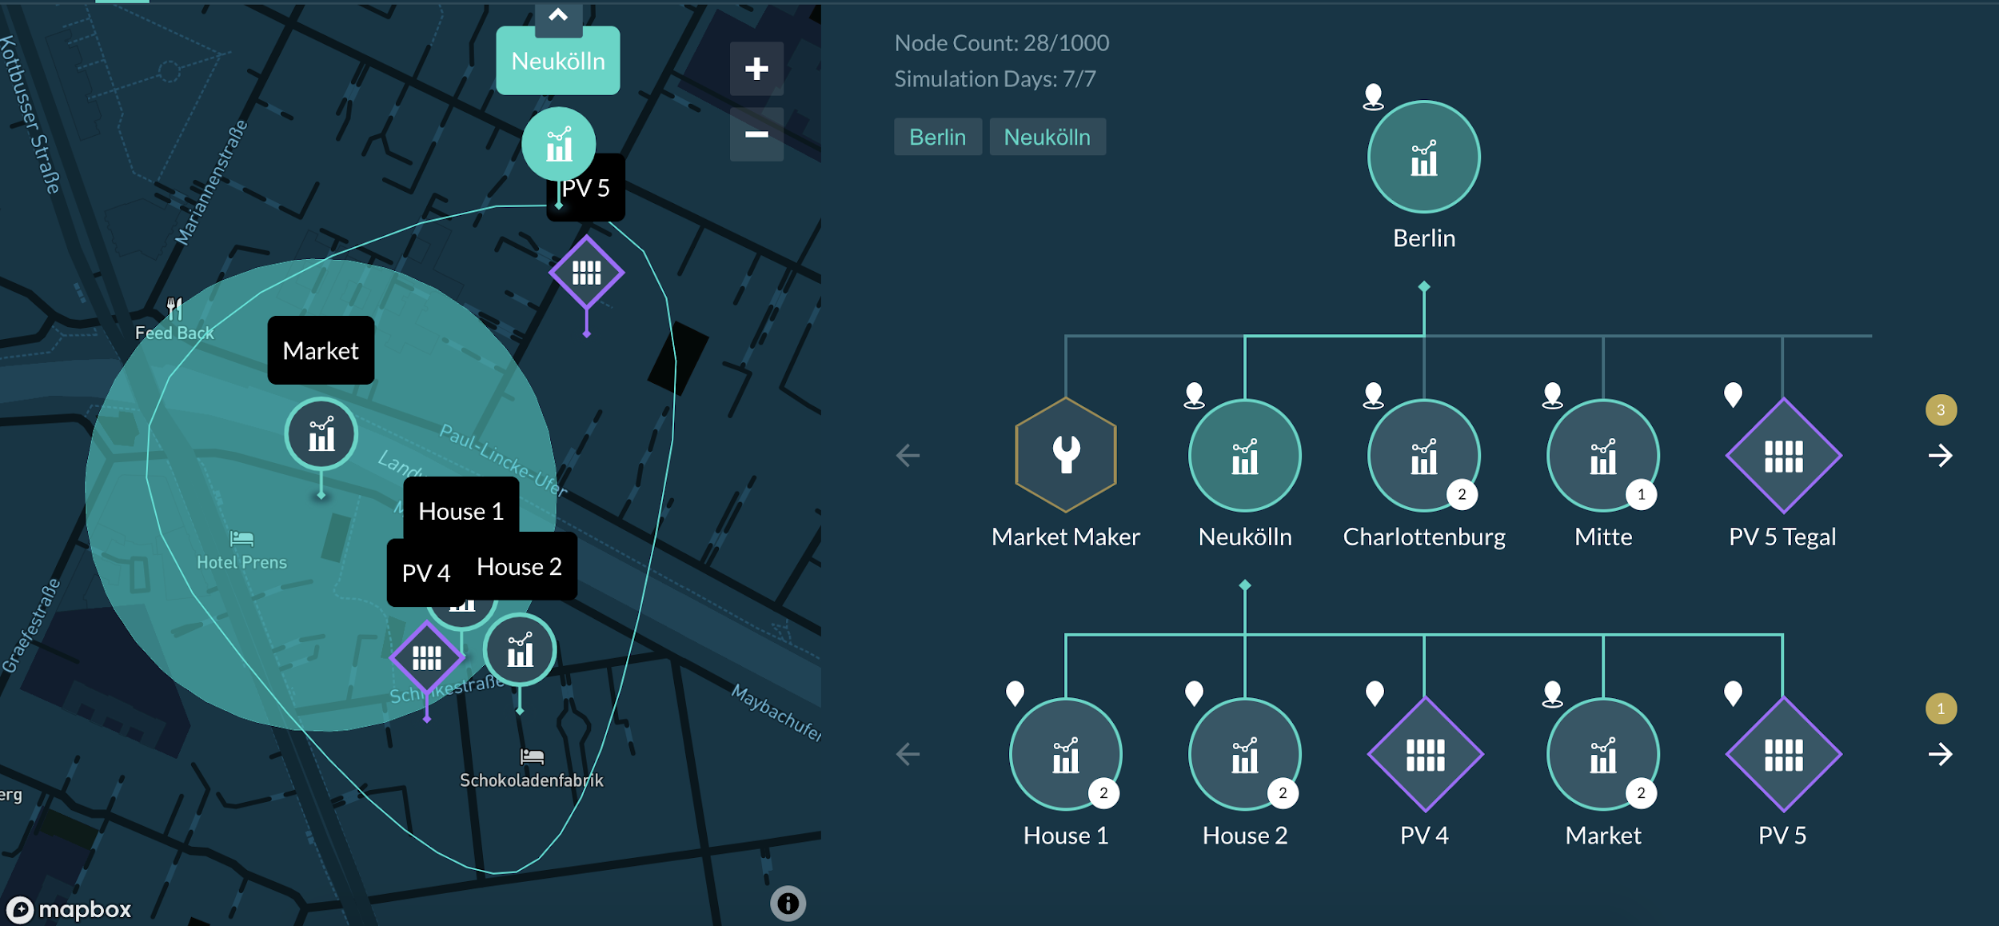 Kottbusser Straße
Mariannenstraße
Neukölln
PV 5
+
−
Feed Back
Market
Paul-Lincke-Ufer
House 1
PV 4
House 2
Hotel Prens
Graefestraße
Maybachufer
Schokoladenfabrik
erg
mapbox
Node Count: 28/1000
Simulation Days: 7/7
Berlin
Neukölln
Berlin
3
2
1
Market Maker
Neukölln
Charlottenburg
Mitte
PV 5 Tegal
1
2
2
2
House 1
House 2
PV 4
Market
PV 5